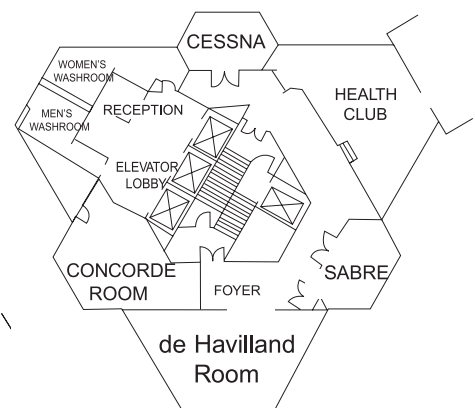 CESSNA
WOMEN'S
WASHROOM
MEN'S
WASHROOM
RECEPTION
HEALTH
CLUB
ELEVATOR
LOBBY
CONCORDE
ROOM
FOYER
SABRE
de Havilland
Room